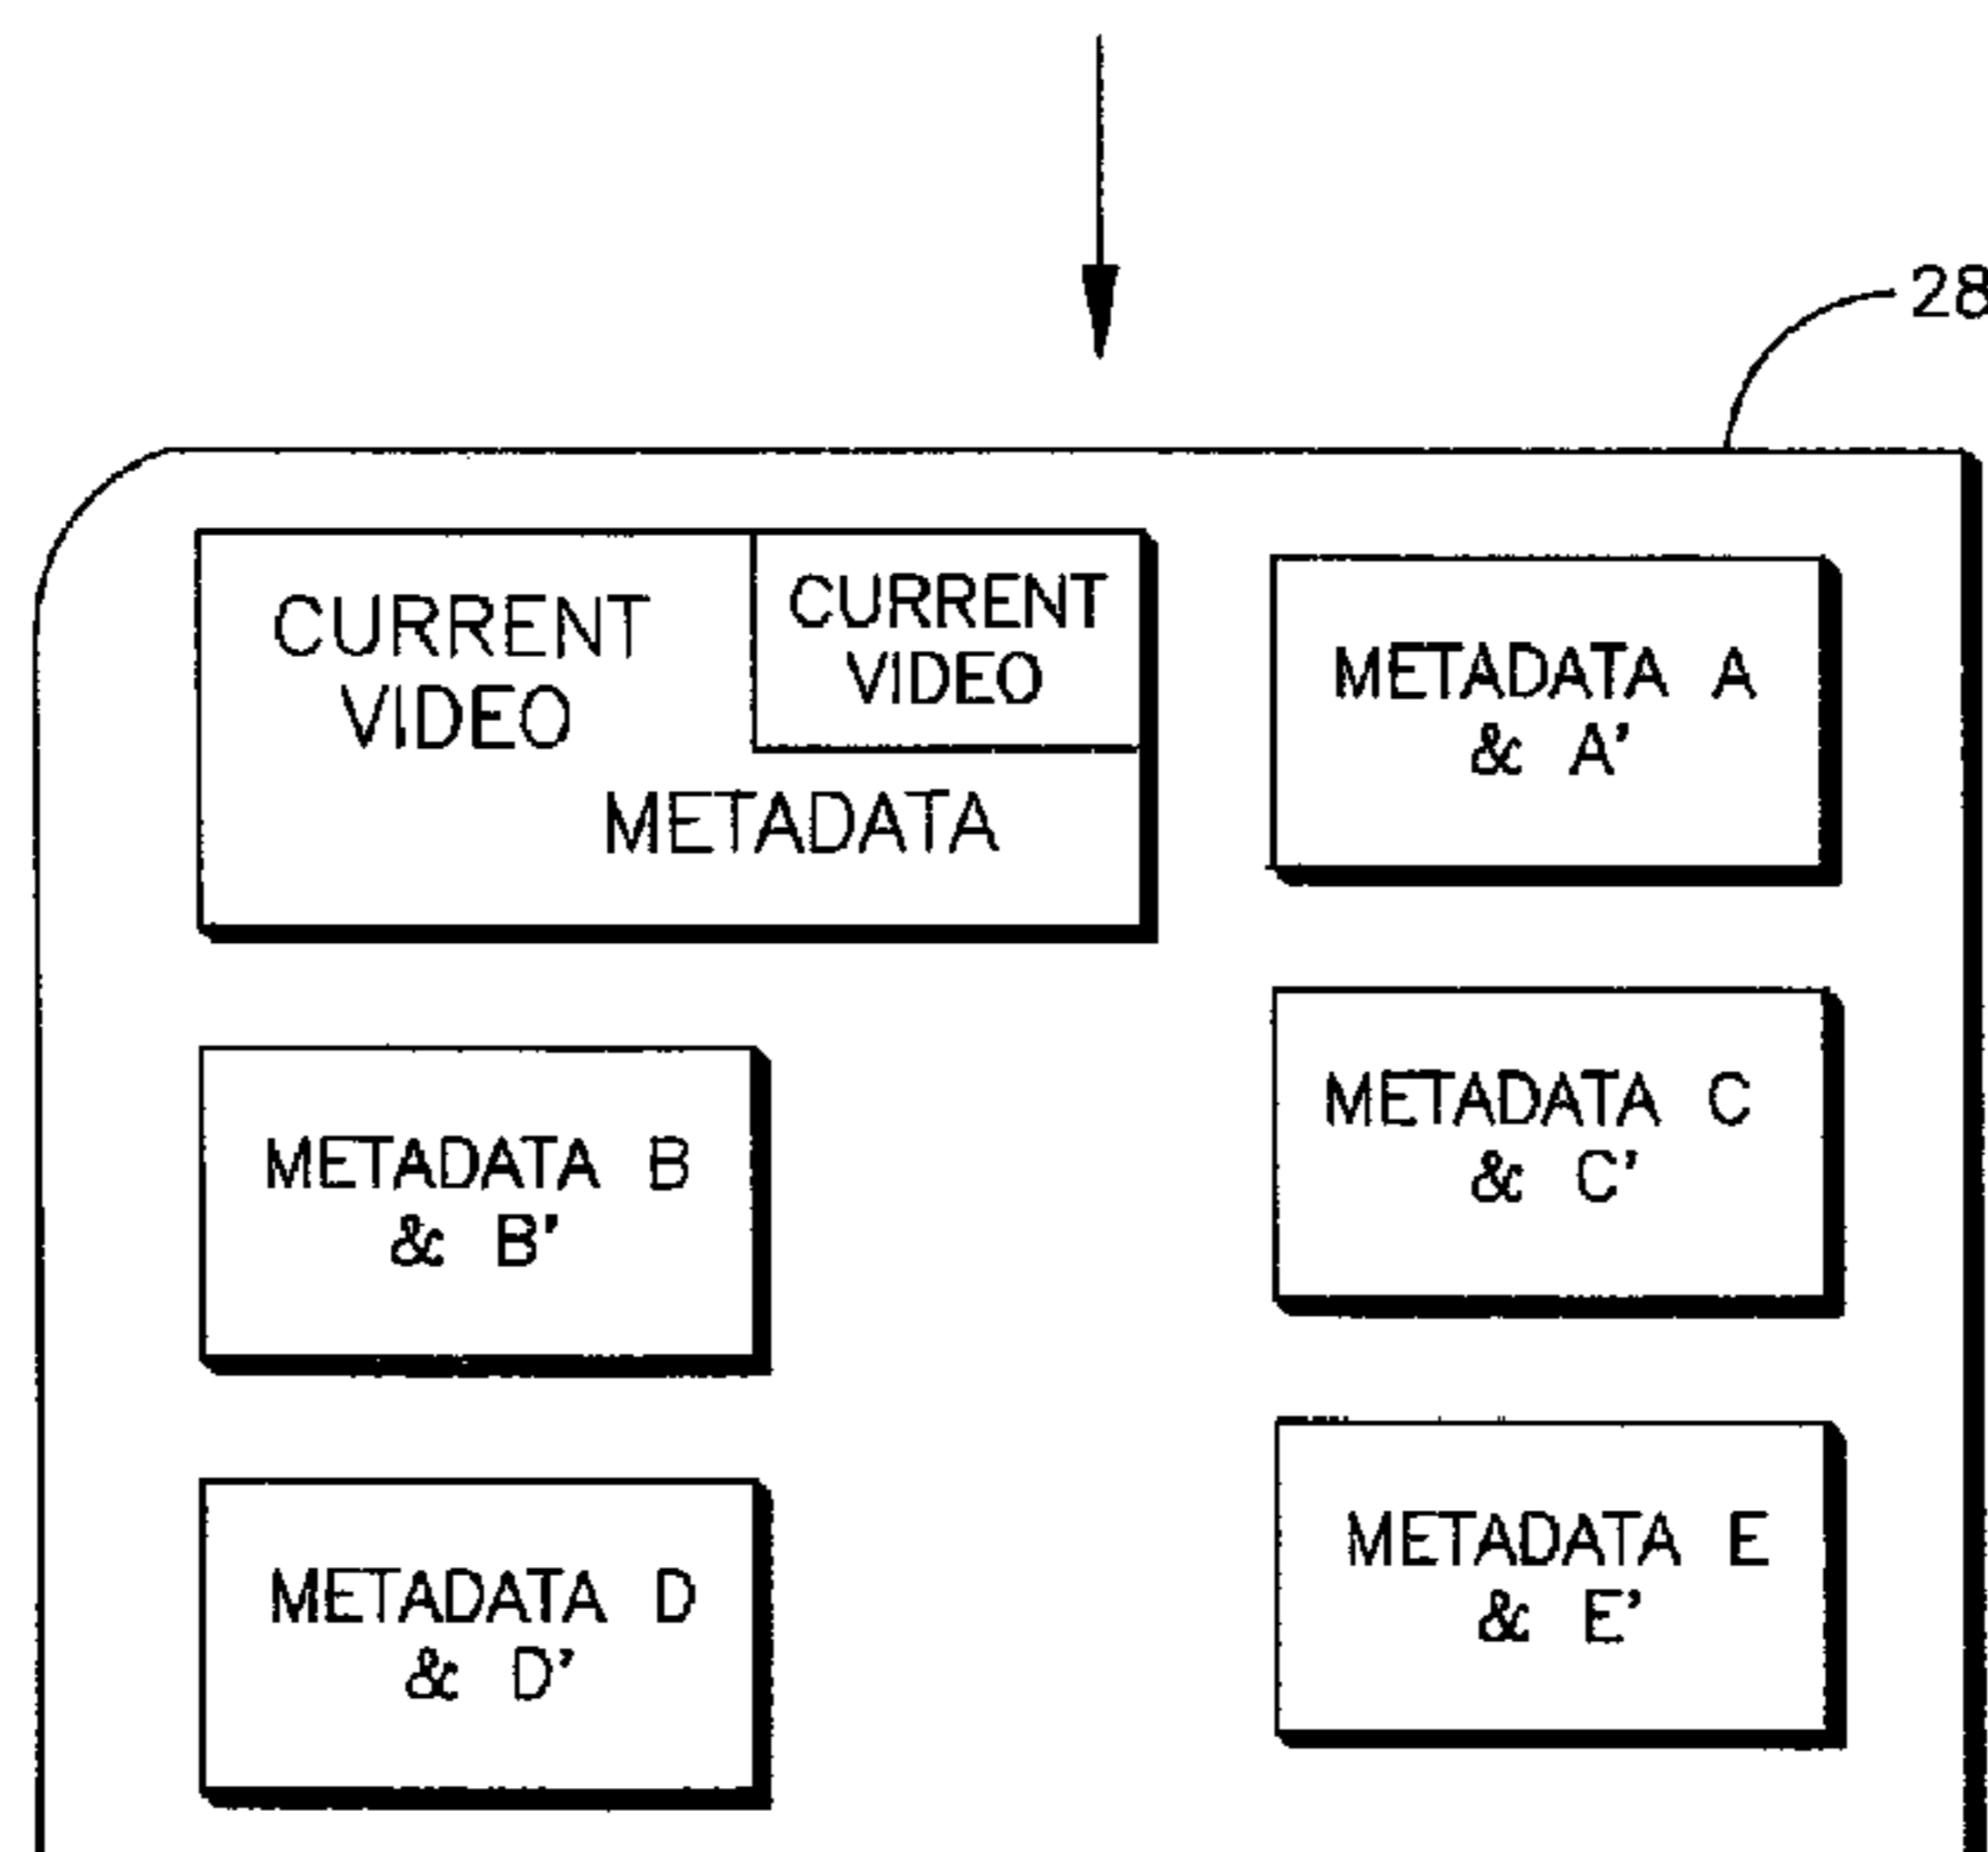 28
CURRENT
VIDEO
CURRENT
VIDEO
METADATA
METADATA A
& A'
METADATA B
& B'
METADATA C
& C'
METADATA D
& D'
METADATA E
& E'